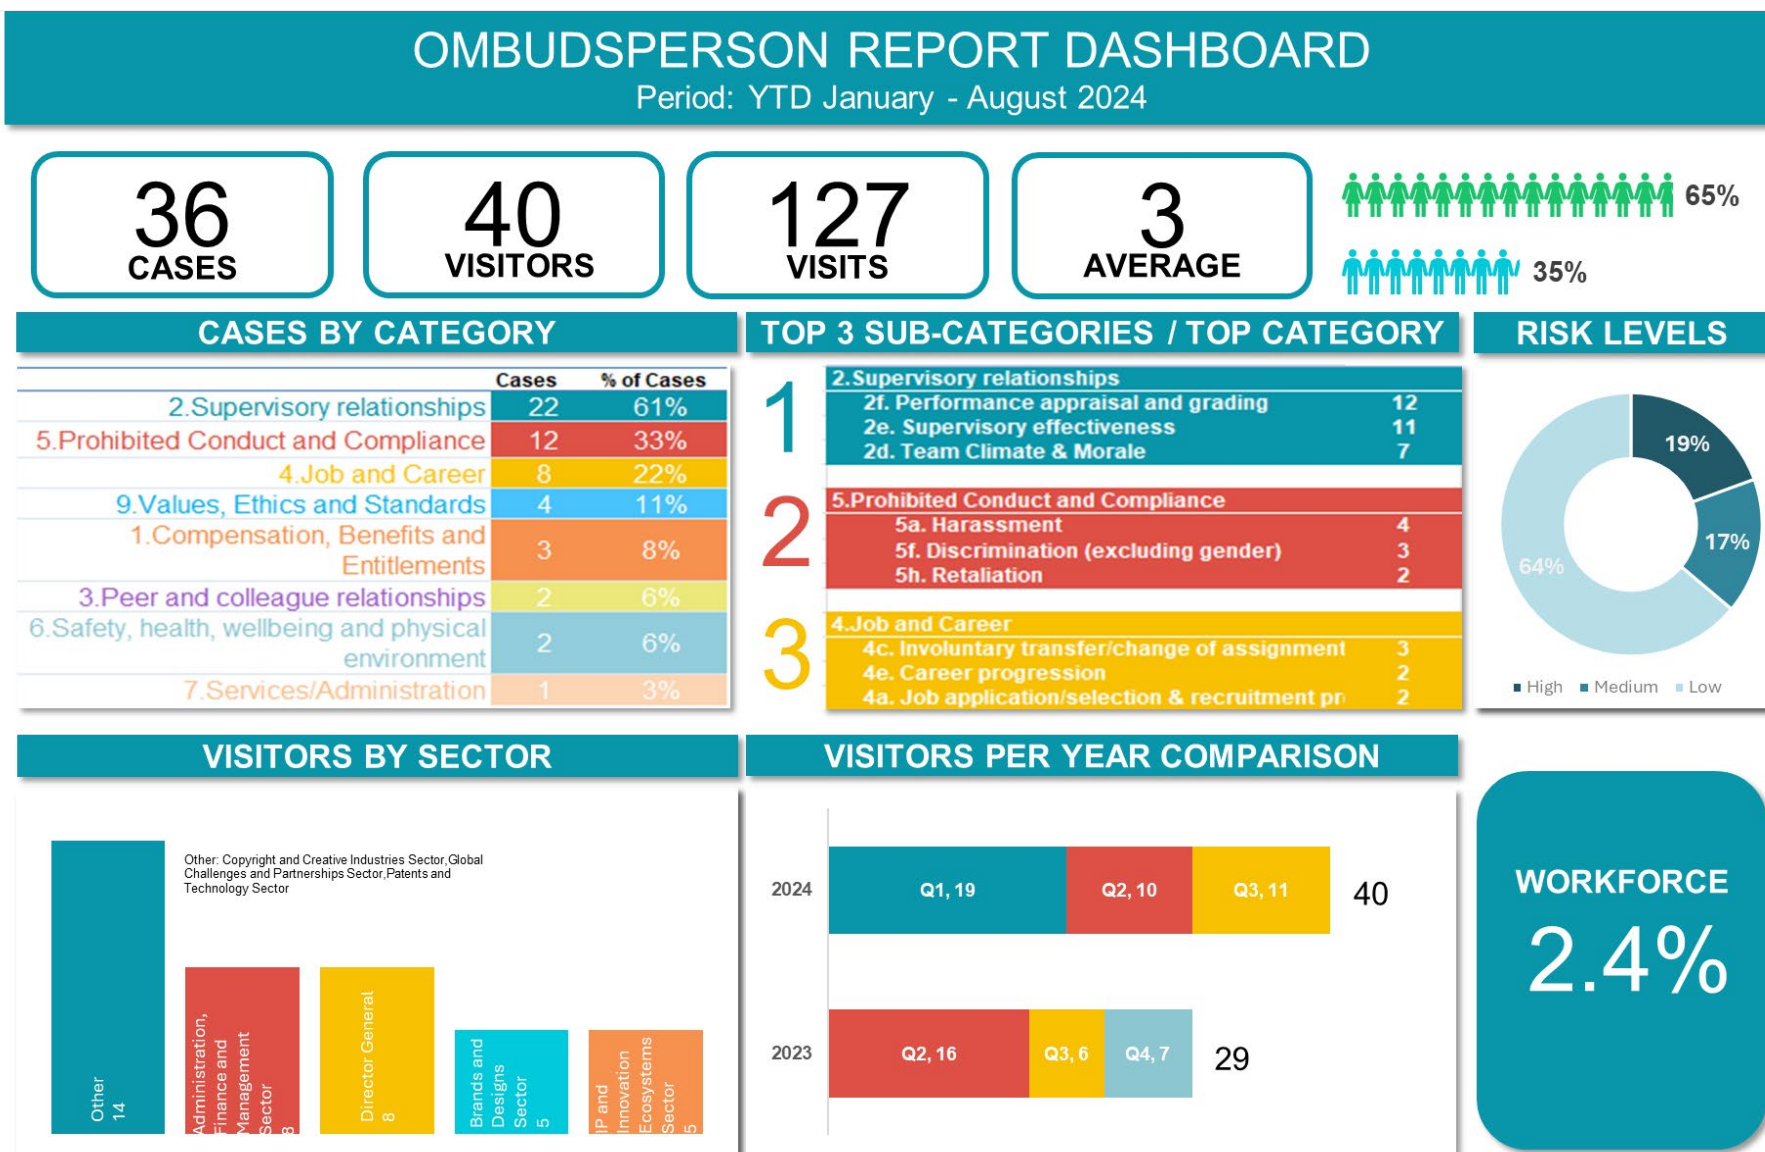 OMBUDSPERSON REPORT DASHBOARD
Period: YTD January - August 2024
36
CASES
40
VISITORS
127
VISITS
3
AVERAGE
65%
35%
CASES BY CATEGORY
Cases % of Cases
2.Supervisory relationships 22 61%
5.Prohibited Conduct and Compliance 12 33%
4.Job and Career 8 22%
9.Values, Ethics and Standards 4 11%
1.Compensation, Benefits and
Entitlements 3 8%
3.Peer and colleague relationships 2 6%
6.Safety, health, wellbeing and physical
environment 2 6%
7.Services/Administration 1 3%
TOP 3 SUB-CATEGORIES / TOP CATEGORY
1
2.Supervisory relationships
2f. Performance appraisal and grading 12
2e. Supervisory effectiveness 11
2d. Team Climate & Morale 7
2
5.Prohibited Conduct and Compliance
5a. Harassment 4
5f. Discrimination (excluding gender) 3
5h. Retaliation 2
3
4.Job and Career
4c. Involuntary transfer/change of assignment 3
4e. Career progression 2
4a. Job application/selection & recruitment pr 2
RISK LEVELS
19%
17%
64%
High Medium Low
VISITORS BY SECTOR
Other: Copyright and Creative Industries Sector,Global
Challenges and Partnerships Sector,Patents and
Technology Sector
Other
14
Administration,
Finance and
Management
Sector
8
Director General
8
Brands and
Designs
Sector
5
IP and
Innovation
Ecosystems
Sector
5
VISITORS PER YEAR COMPARISON
2024
Q1, 19
Q2, 10
Q3, 11
40
2023
Q2, 16
Q3, 6
Q4, 7
29
WORKFORCE
2.4%